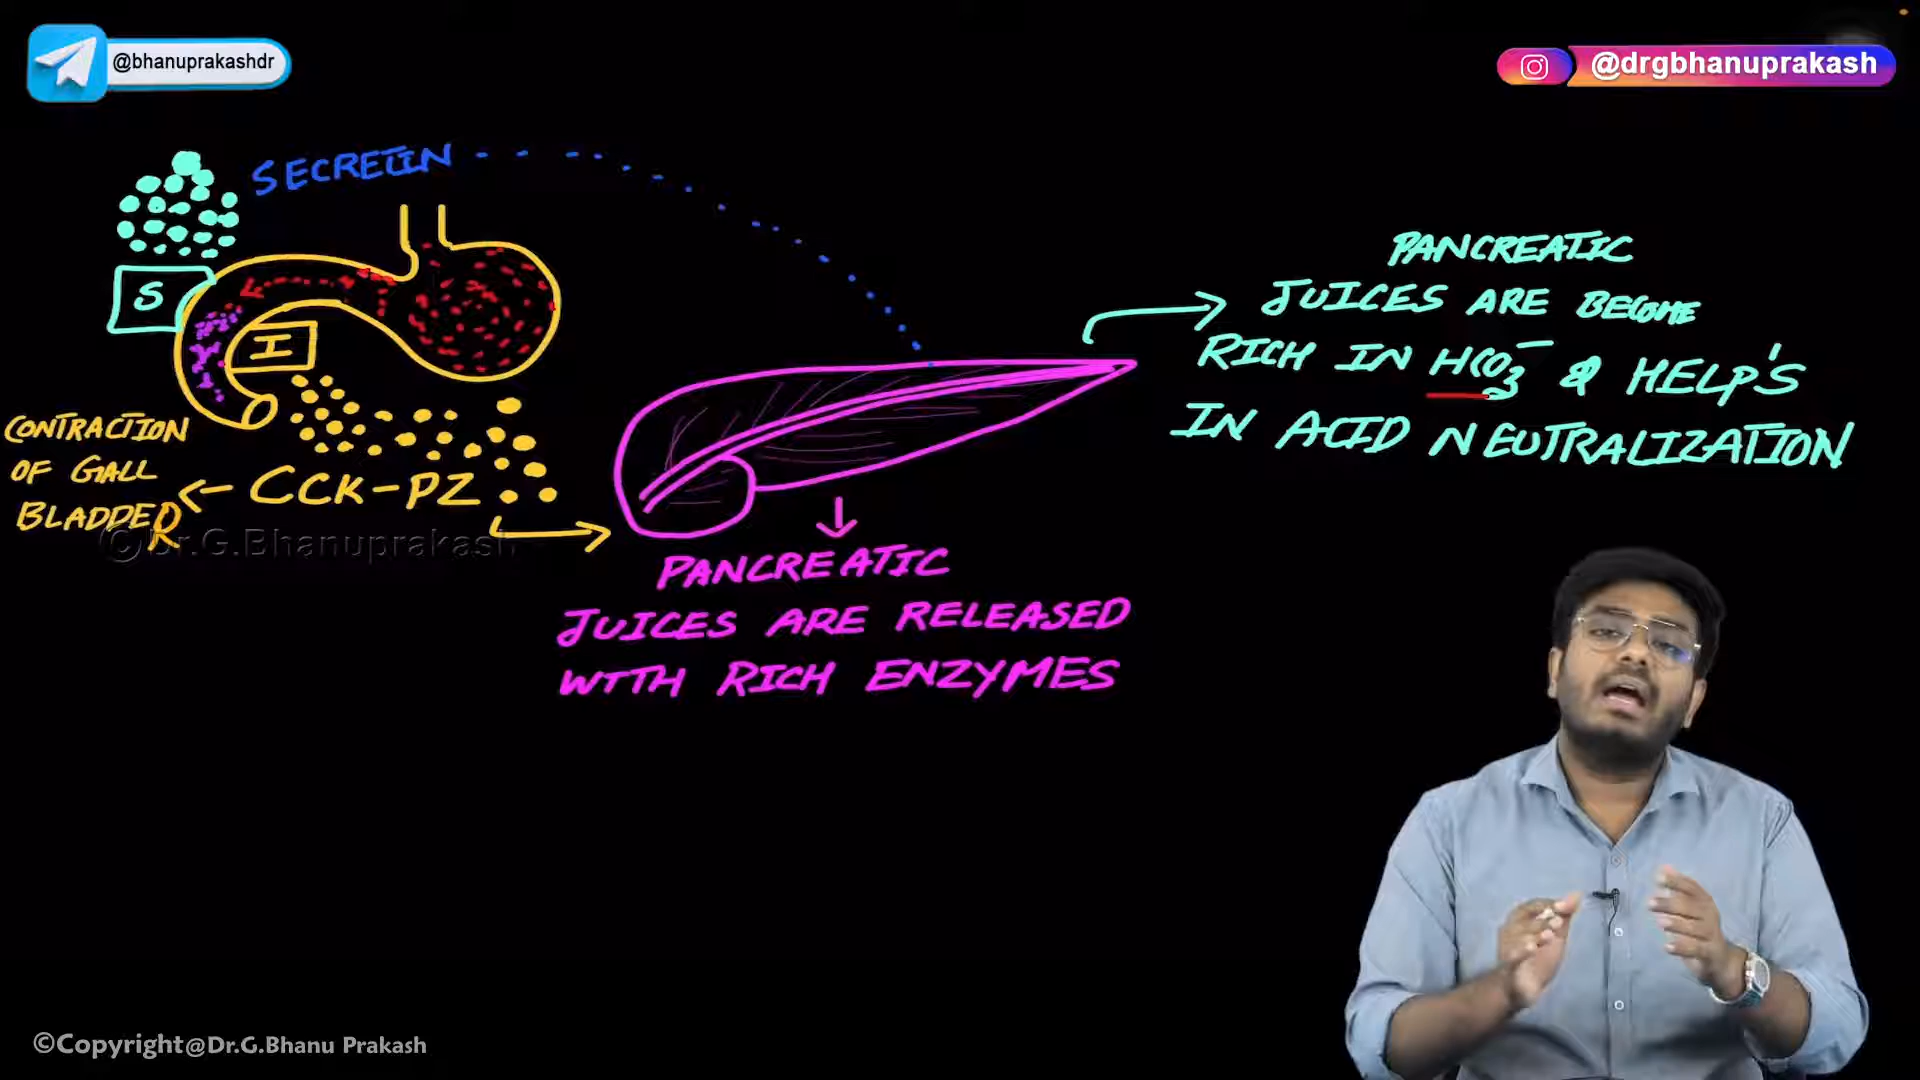 @bhanuprakashdr
@drgbhanuprakash
SECRETIN
S
I
CONTRACTION
OF GALL
BLADDER
CCK-PZ
©Dr.G.Bhanuprakash
PANCREATIC
JUICES ARE RELEASED
WITH RICH ENZYMES
PANCREATIC
JUICES ARE BECOME
RICH IN HCO₃⁻ & HELP'S
IN ACID NEUTRALIZATION
©Copyright@Dr.G.Bhanu Prakash